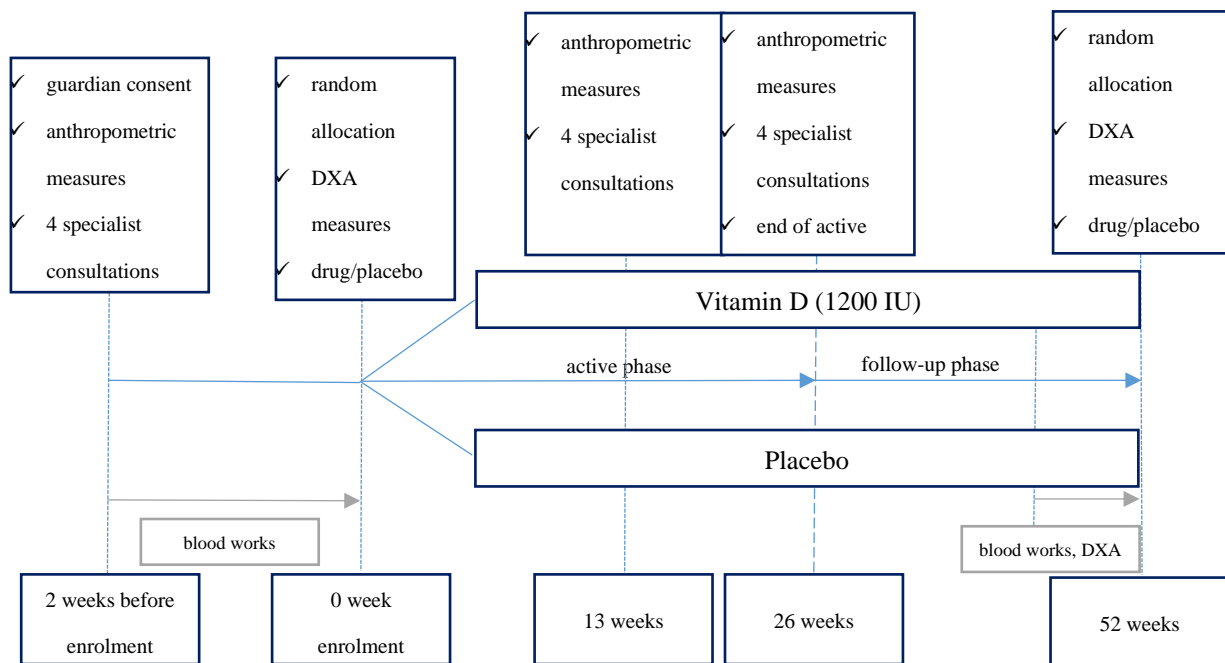 ✓ guardian consent
✓ anthropometric
measures
✓ 4 specialist
consultations
✓ random
allocation
✓ DXA
measures
✓ drug/placebo
✓ anthropometric
measures
✓ 4 specialist
consultations
✓ anthropometric
measures
✓ 4 specialist
consultations
✓ end of active
✓ random
allocation
✓ DXA
measures
✓ drug/placebo
Vitamin D (1200 IU)
active phase
follow-up phase
Placebo
blood works
blood works, DXA
2 weeks before
enrolment
0 week
enrolment
13 weeks
26 weeks
52 weeks